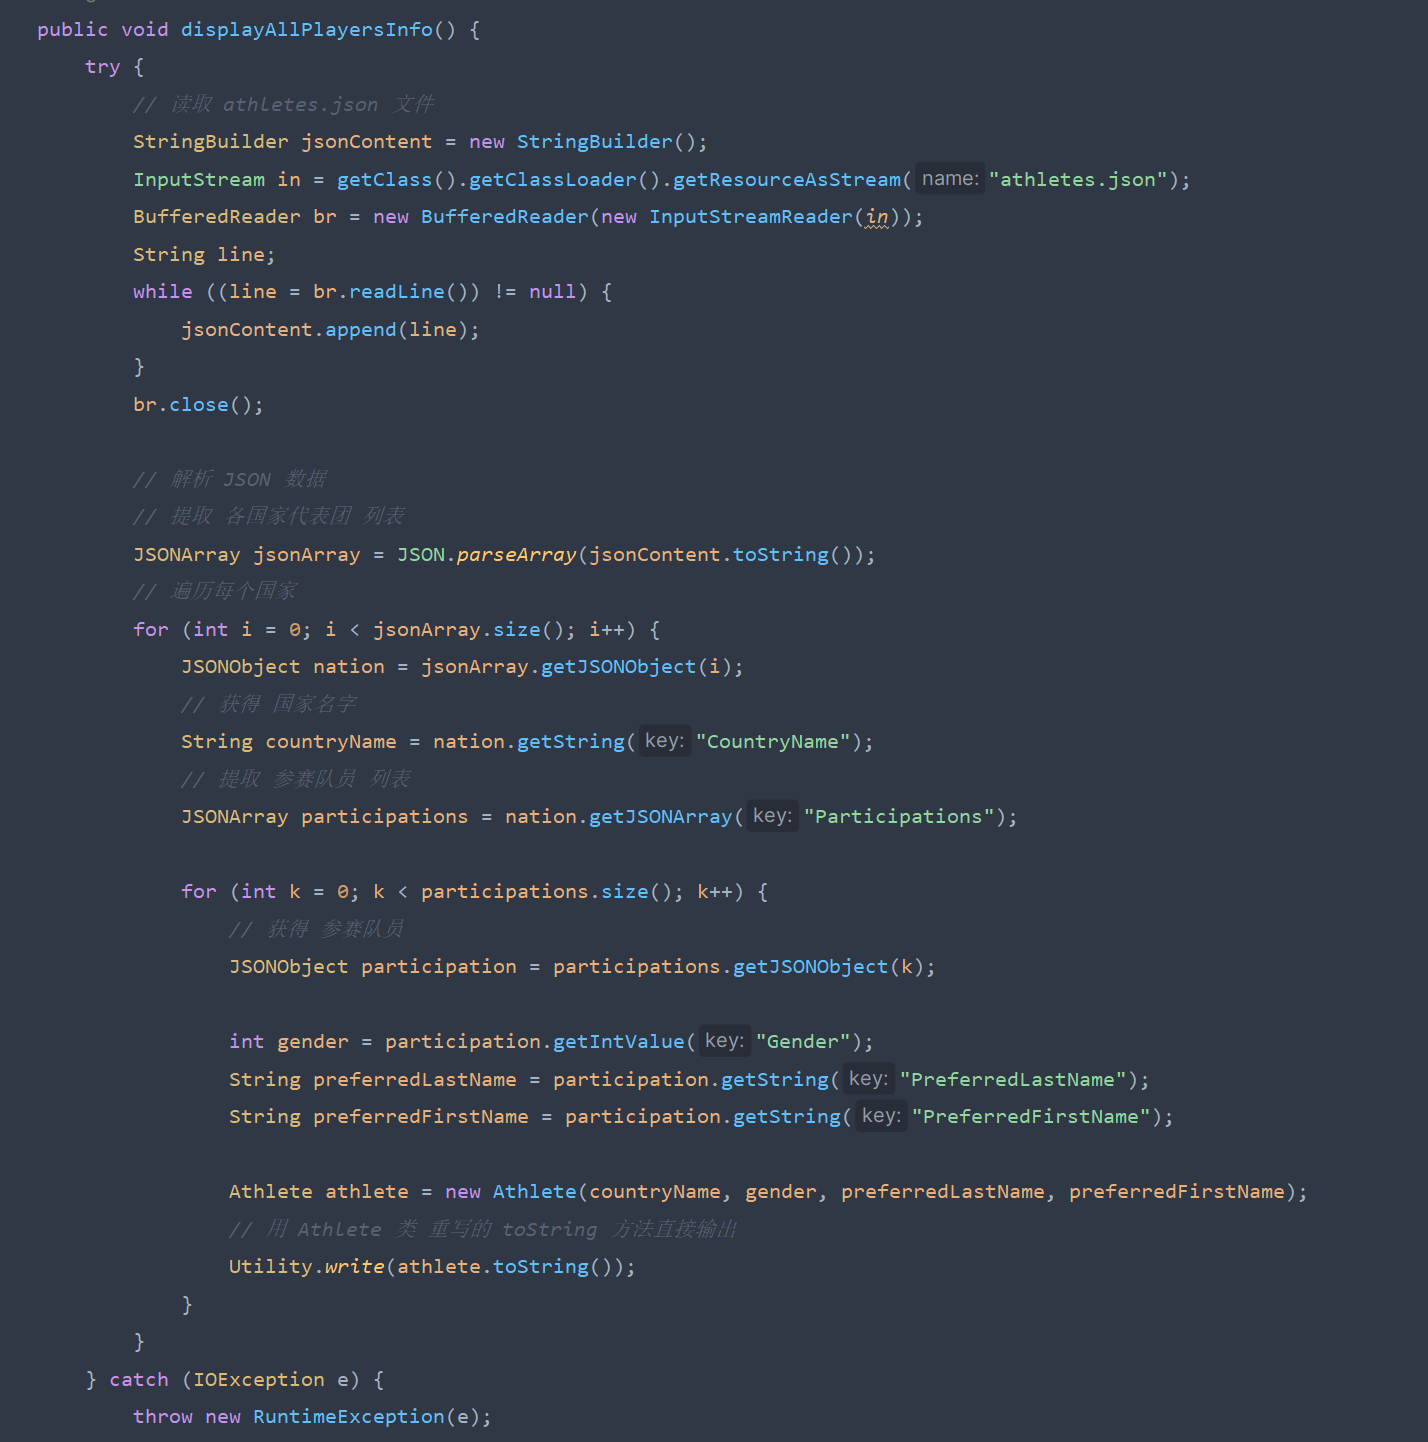 public void displayAllPlayersInfo() {
try {
// 读取 athletes.json 文件
StringBuilder jsonContent = new StringBuilder();
InputStream in = getClass().getClassLoader().getResourceAsStream( name: "athletes.json");
BufferedReader br = new BufferedReader(new InputStreamReader(in));
String line;
while ((line = br.readLine()) != null) {
jsonContent.append(line);
}
br.close();
// 解析 JSON 数据
// 提取 各国家代表团 列表
JSONArray jsonArray = JSON.parseArray(jsonContent.toString());
// 遍历每个国家
for (int i = 0; i < jsonArray.size(); i++) {
JSONObject nation = jsonArray.getJSONObject(i);
// 获得 国家名字
String countryName = nation.getString( key: "CountryName");
// 提取 参赛队员 列表
JSONArray participations = nation.getJSONArray( key: "Participations");
for (int k = 0; k < participations.size(); k++) {
// 获得 参赛队员
JSONObject participation = participations.getJSONObject(k);
int gender = participation.getIntValue( key: "Gender");
String preferredLastName = participation.getString( key: "PreferredLastName");
String preferredFirstName = participation.getString( key: "PreferredFirstName");
Athlete athlete = new Athlete(countryName, gender, preferredLastName, preferredFirstName);
// 用 Athlete 类 重写的 toString 方法直接输出
Utility.write(athlete.toString());
}
}
} catch (IOException e) {
throw new RuntimeException(e);